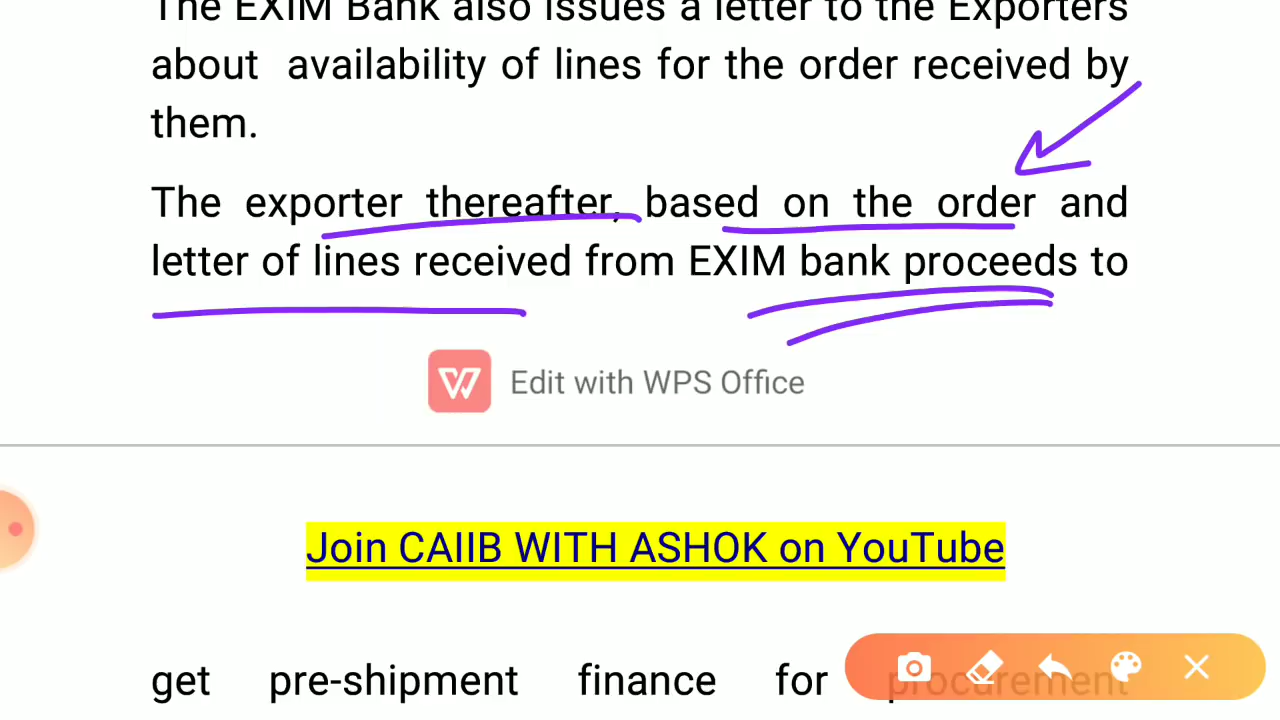 The EXIM Bank also issues a letter to the Exporters
about availability of lines for the order received by
them.
The exporter thereafter, based on the order and
letter of lines received from EXIM bank proceeds to
Edit with WPS Office
Join CAIIB WITH ASHOK on YouTube
get pre-shipment finance for procurement